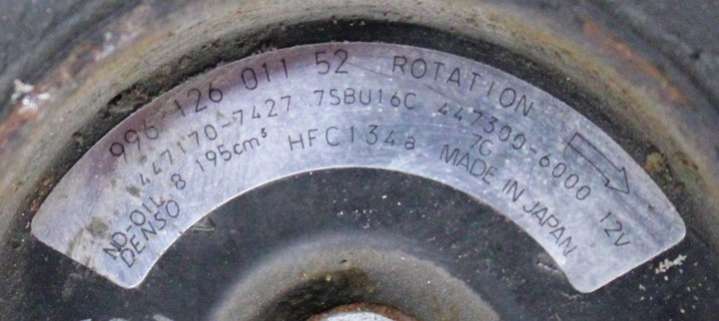 996 126 011 52 ROTATION
447170-7427 7SBU16C 447300-6000 12V
ND-OIL 8 195cm³ HFC134a 7C
DENSO MADE IN JAPAN